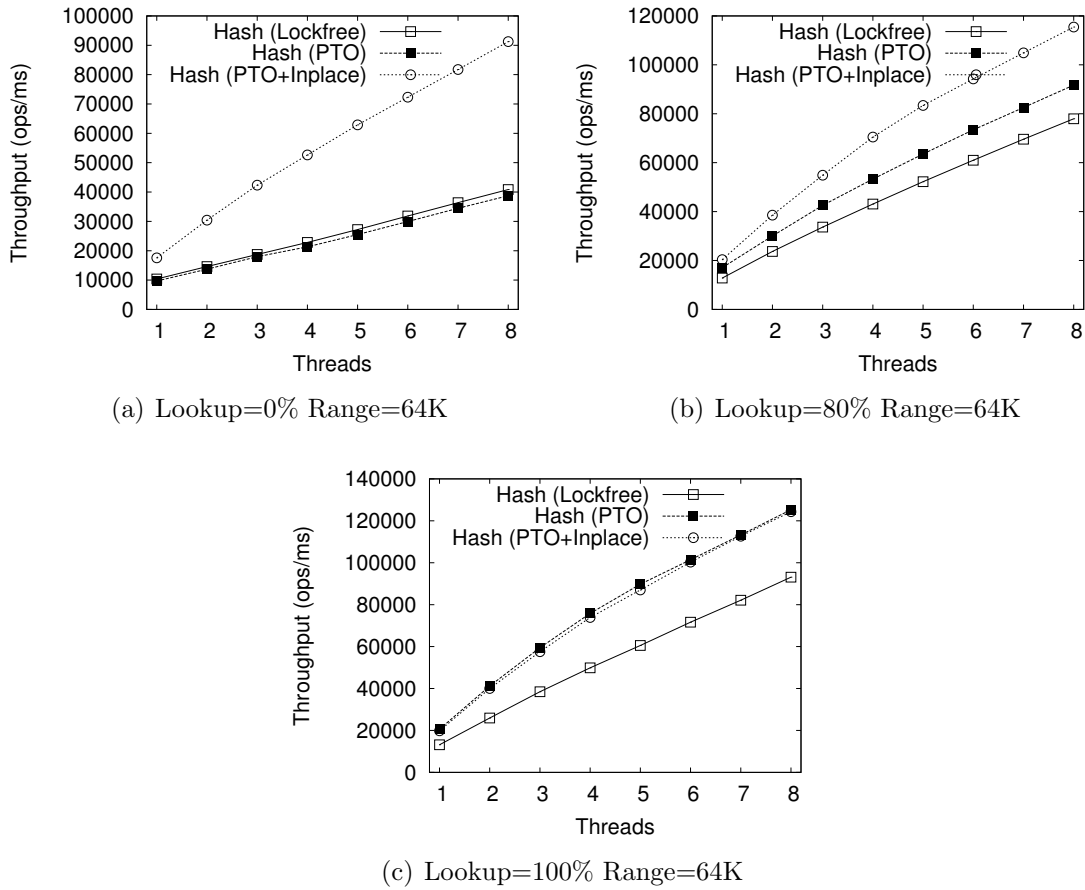 100000
90000
80000
70000
60000
50000
40000
30000
20000
10000
0
Throughput (ops/ms)
Hash (Lockfree)
Hash (PTO)
Hash (PTO+Inplace)
1 2 3 4 5 6 7 8
Threads
(a) Lookup=0% Range=64K
120000
100000
80000
60000
40000
20000
0
Throughput (ops/ms)
Hash (Lockfree)
Hash (PTO)
Hash (PTO+Inplace)
1 2 3 4 5 6 7 8
Threads
(b) Lookup=80% Range=64K
140000
120000
100000
80000
60000
40000
20000
0
Throughput (ops/ms)
Hash (Lockfree)
Hash (PTO)
Hash (PTO+Inplace)
1 2 3 4 5 6 7 8
Threads
(c) Lookup=100% Range=64K